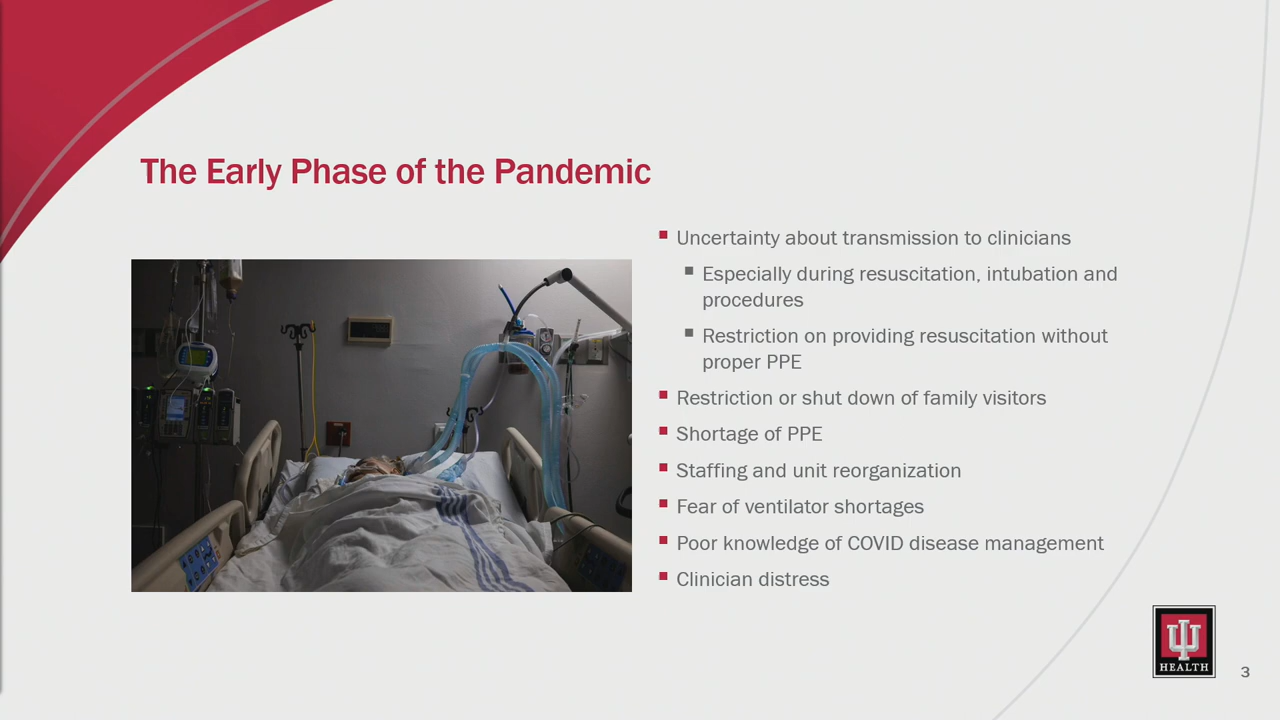 The Early Phase of the Pandemic
Uncertainty about transmission to clinicians
Especially during resuscitation, intubation and
procedures
Restriction on providing resuscitation without
proper PPE
Restriction or shut down of family visitors
Shortage of PPE
Staffing and unit reorganization
Fear of ventilator shortages
Poor knowledge of COVID disease management
Clinician distress
IU
HEALTH
3